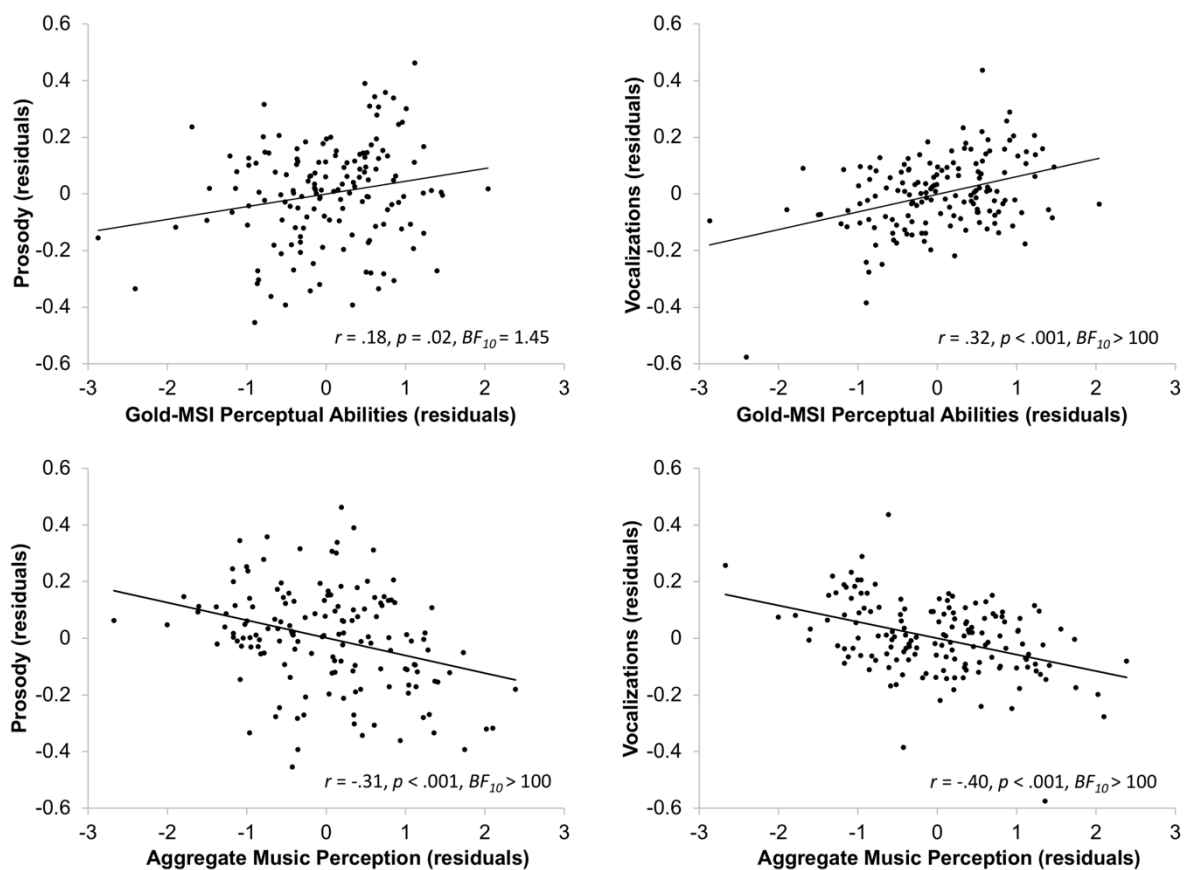 0.6
0.4
0.2
0
-0.2
-0.4
-0.6
Prosody (residuals)
r = .18, p = .02, BF10 = 1.45
-3 -2 -1 0 1 2 3
Gold-MSI Perceptual Abilities (residuals)
0.6
0.4
0.2
0
-0.2
-0.4
-0.6
Vocalizations (residuals)
r = .32, p < .001, BF10 > 100
-3 -2 -1 0 1 2 3
Gold-MSI Perceptual Abilities (residuals)
0.6
0.4
0.2
0
-0.2
-0.4
-0.6
Prosody (residuals)
r = -.31, p < .001, BF10 > 100
-3 -2 -1 0 1 2 3
Aggregate Music Perception (residuals)
0.6
0.4
0.2
0
-0.2
-0.4
-0.6
Vocalizations (residuals)
r = -.40, p < .001, BF10 > 100
-3 -2 -1 0 1 2 3
Aggregate Music Perception (residuals)